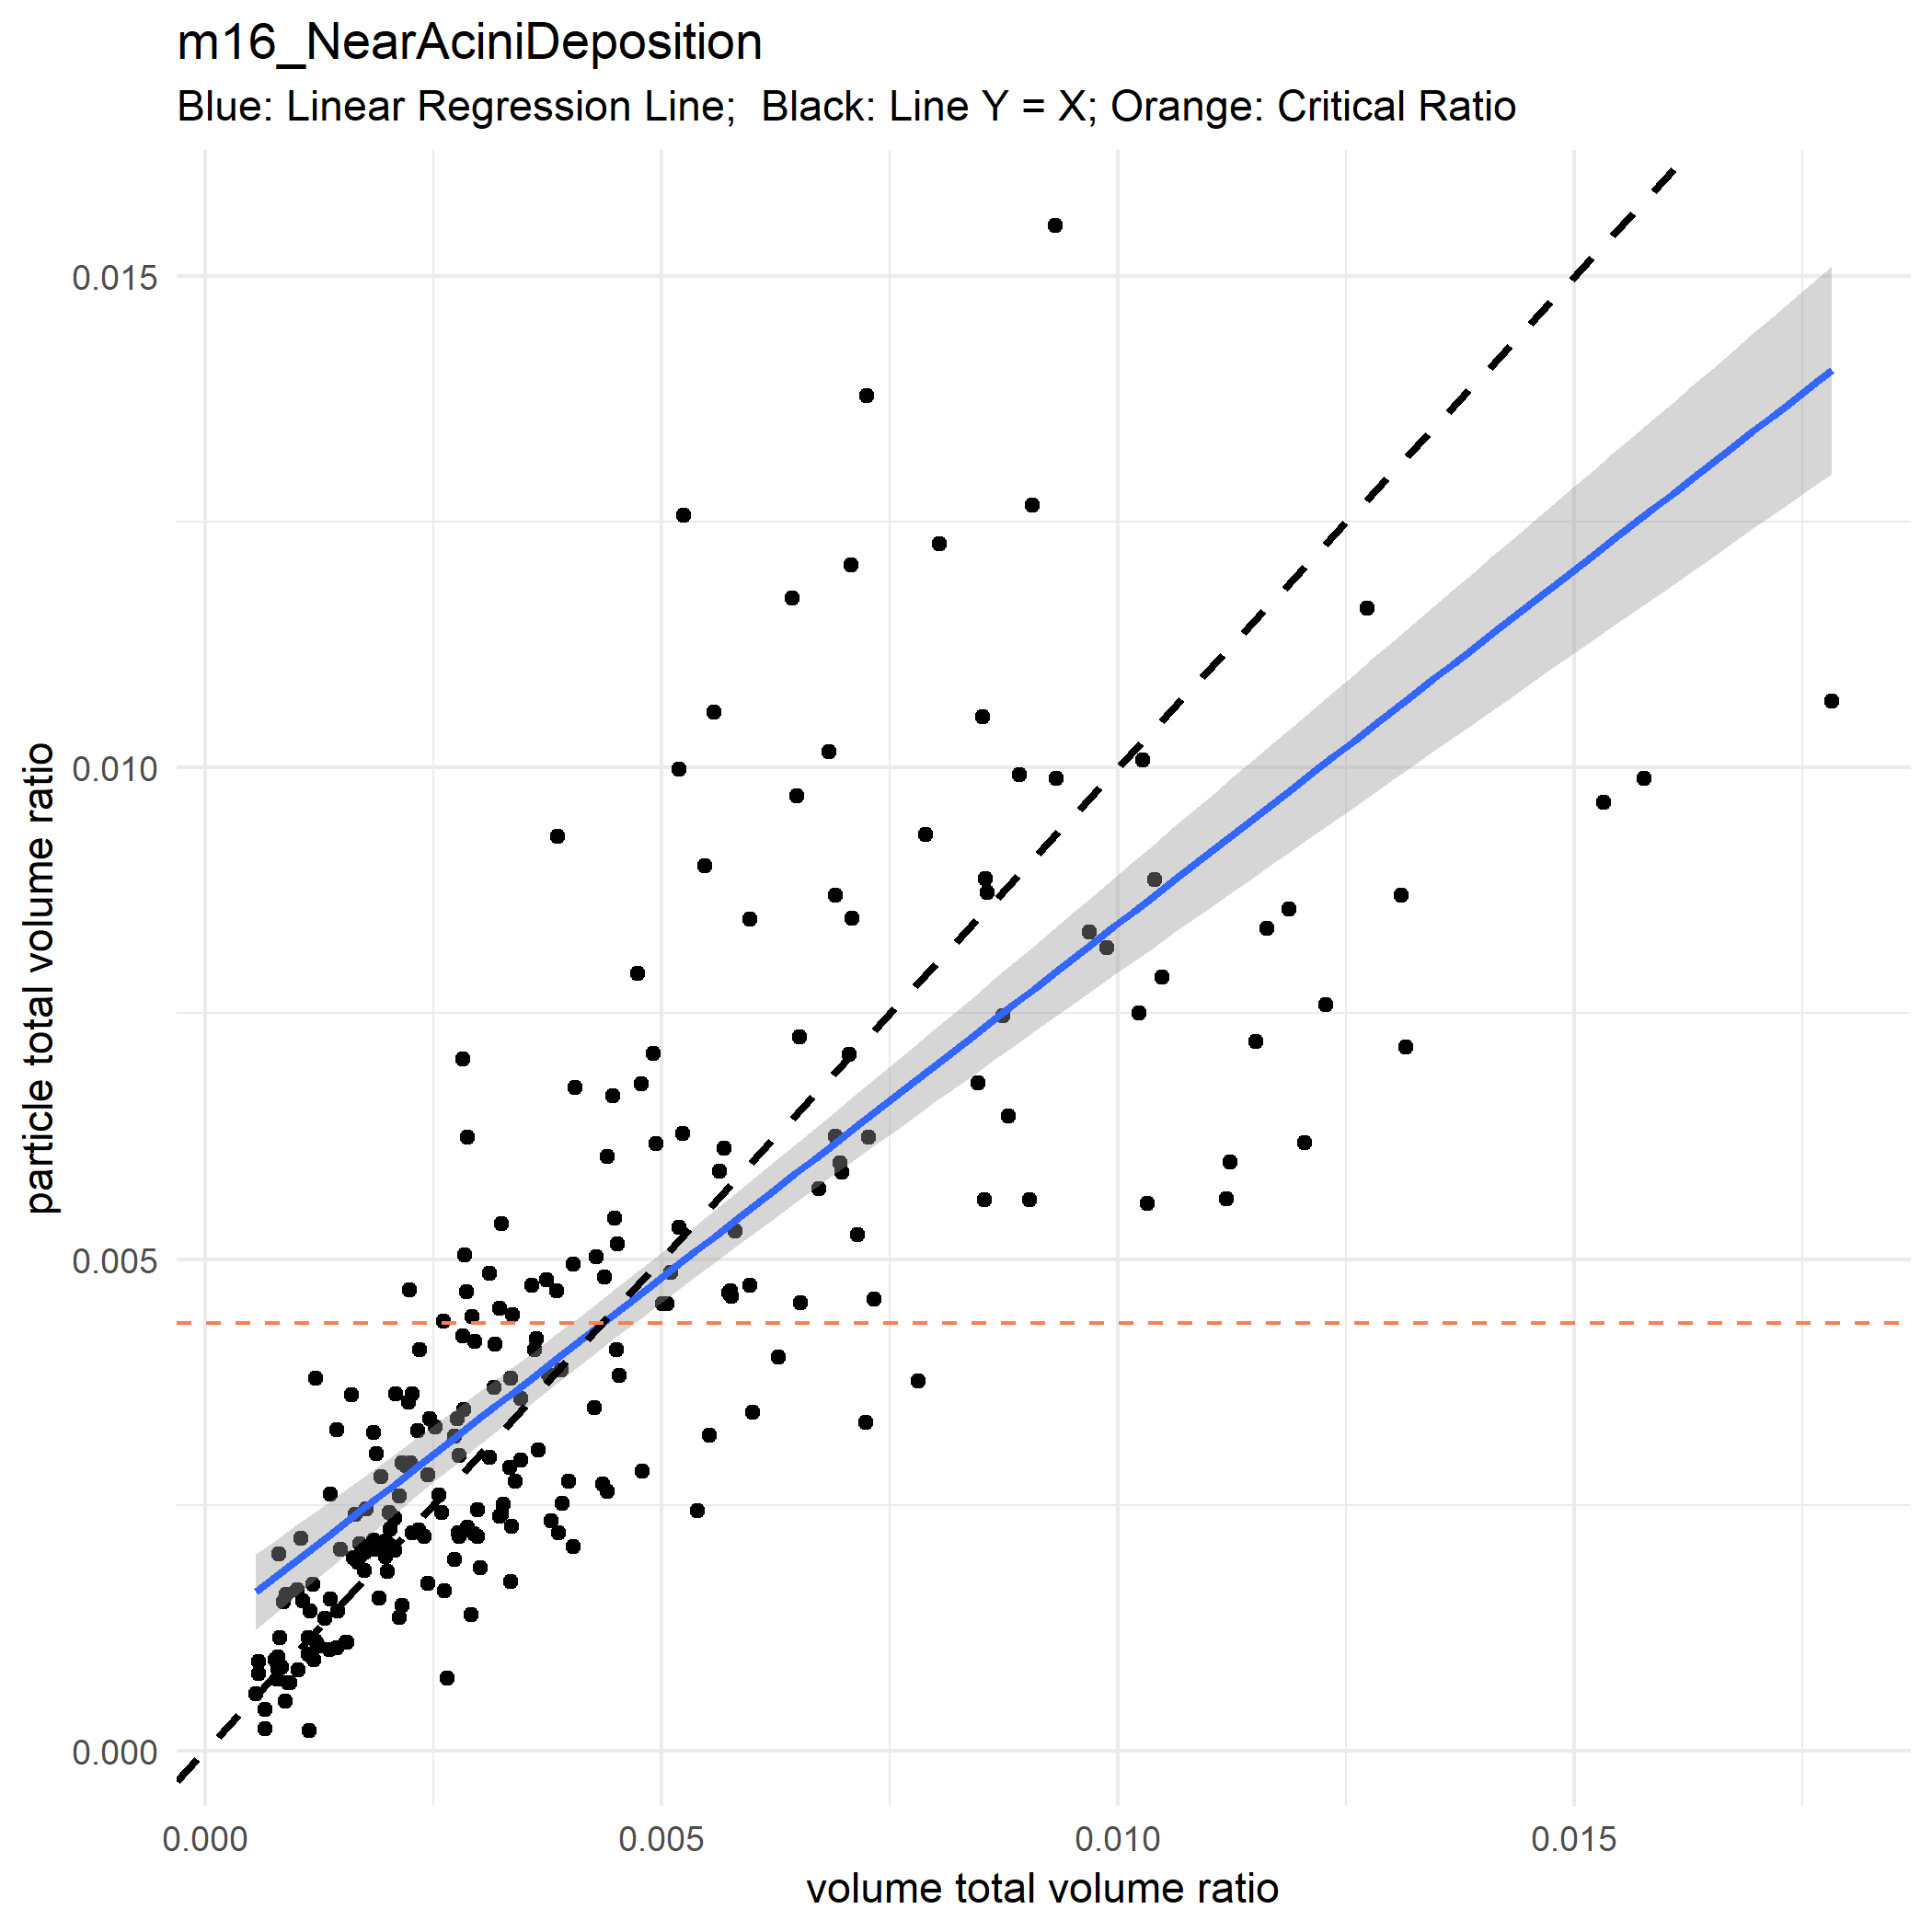 m16_NearAciniDeposition
Blue: Linear Regression Line;  Black: Line Y = X; Orange: Critical Ratio
0.015
0.010
0.005
0.000
particle total volume ratio
0.000
0.005
0.010
0.015
volume total volume ratio